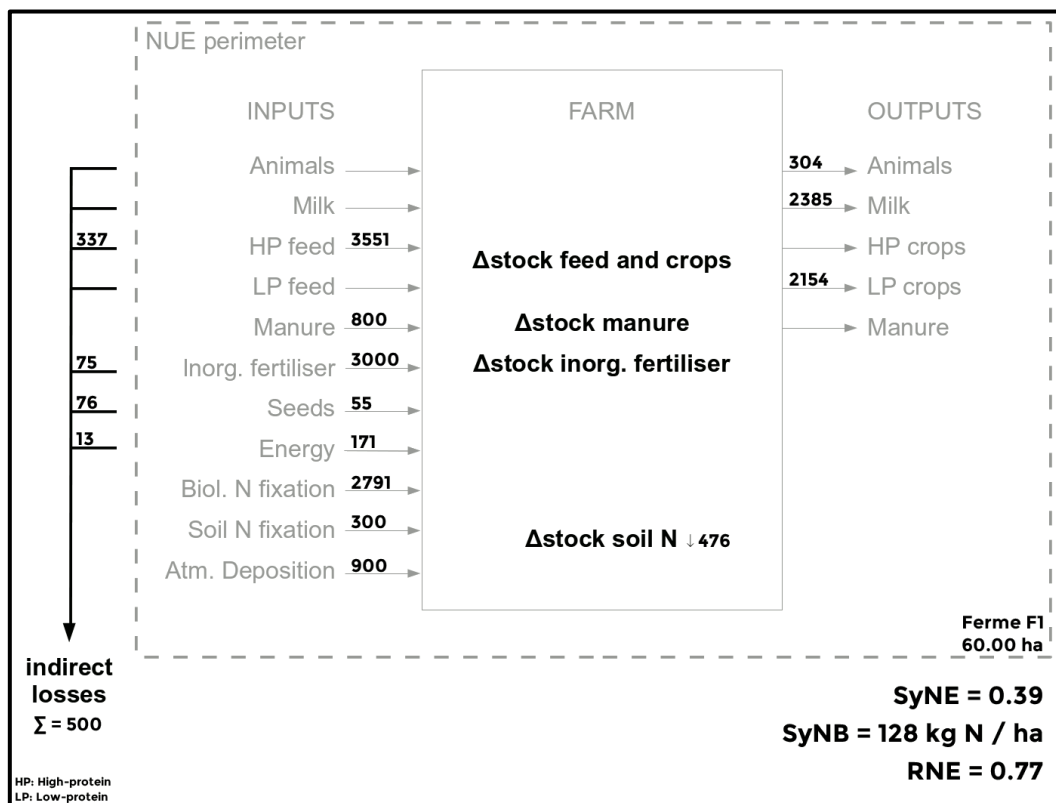 NUE perimeter
INPUTS FARM OUTPUTS
Animals 304 Animals
Milk 2385 Milk
337 HP feed 3551 HP crops
Δstock feed and crops
LP feed 2154 LP crops
Manure 800 Δstock manure Manure
75 Inorg. fertiliser 3000 Δstock inorg. fertiliser
76 Seeds 55
13 Energy 171
Biol. N fixation 2791
Soil N fixation 300 Δstock soil N ↓ 476
Atm. Deposition 900
Ferme F1
60.00 ha
indirect
losses
∑ = 500
SyNE = 0.39
SyNB = 128 kg N / ha
RNE = 0.77
HP: High-protein
LP: Low-protein